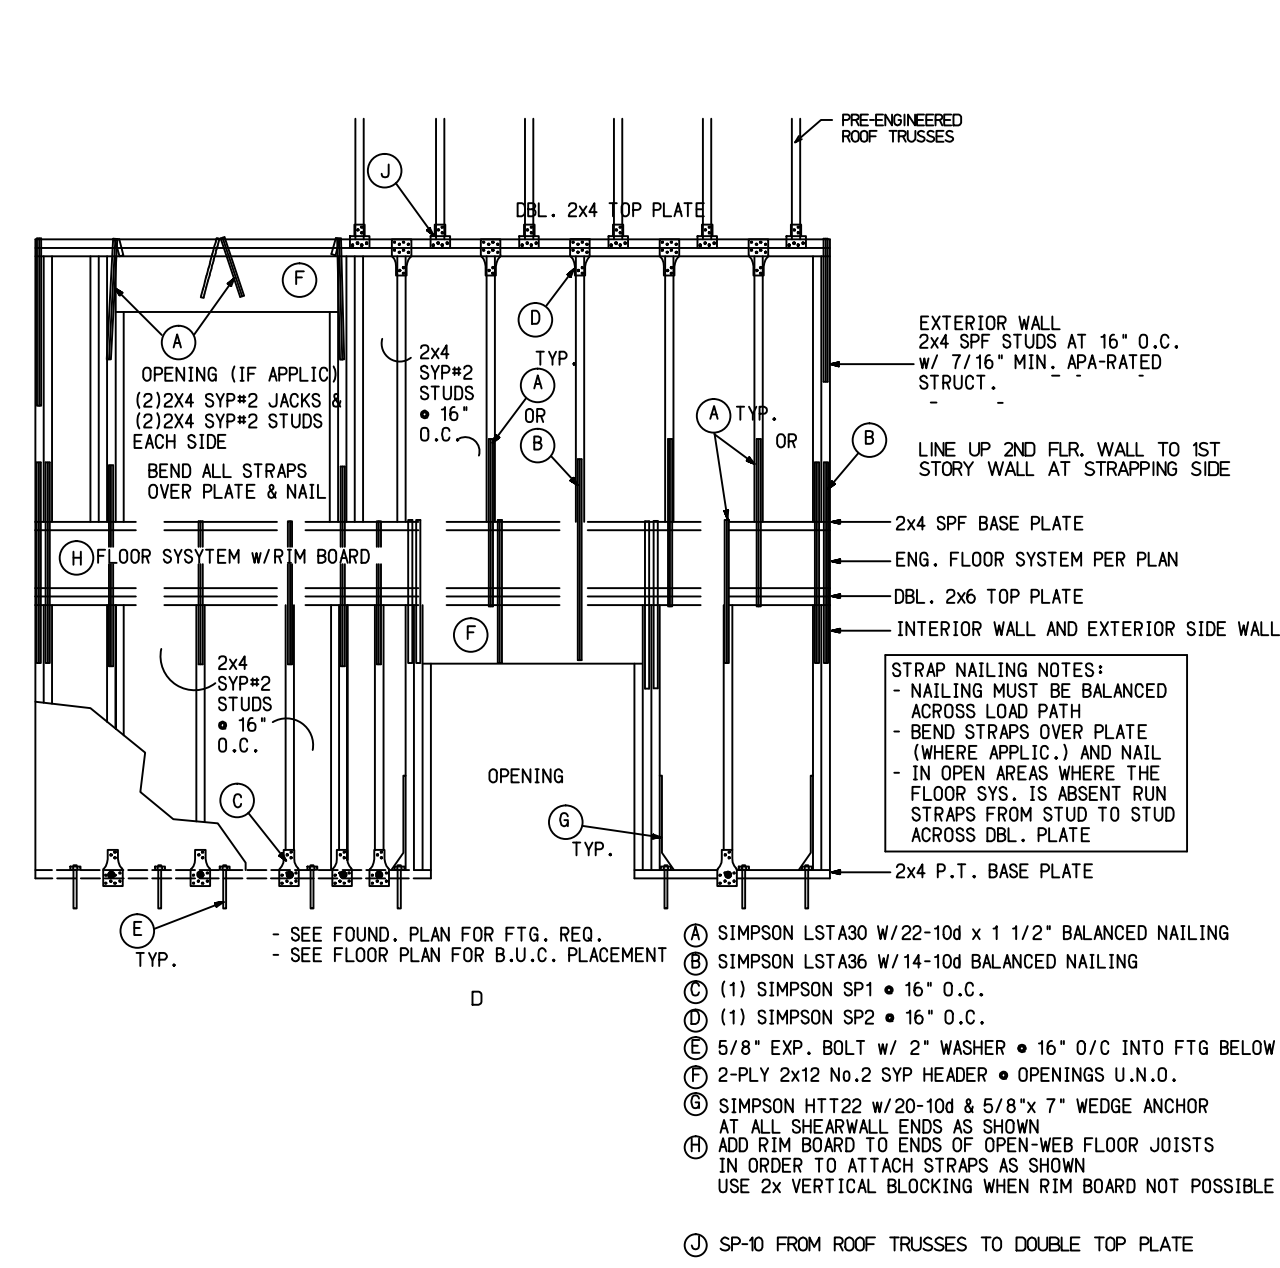 PRE-ENGINEERED
ROOF TRUSSES
J
DBL. 2x4 TOP PLATE
F
A
D
TYP.
A
OR
B
OPENING (IF APPLIC)
(2)2X4 SYP#2 JACKS &
(2)2X4 SYP#2 STUDS
EACH SIDE
BEND ALL STRAPS
OVER PLATE & NAIL
2x4
SYP#2
STUDS
@ 16"
O.C.
A TYP.
OR
B
EXTERIOR WALL
2x4 SPF STUDS AT 16" O.C.
w/ 7/16" MIN. APA-RATED
STRUCT.
LINE UP 2ND FLR. WALL TO 1ST
STORY WALL AT STRAPPING SIDE
2x4 SPF BASE PLATE
H FLOOR SYSYTEM w/RIM BOARD
ENG. FLOOR SYSTEM PER PLAN
DBL. 2x6 TOP PLATE
F
INTERIOR WALL AND EXTERIOR SIDE WALL
2x4
SYP#2
STUDS
@ 16"
O.C.
STRAP NAILING NOTES:
- NAILING MUST BE BALANCED
ACROSS LOAD PATH
- BEND STRAPS OVER PLATE
(WHERE APPLIC.) AND NAIL
- IN OPEN AREAS WHERE THE
FLOOR SYS. IS ABSENT RUN
STRAPS FROM STUD TO STUD
ACROSS DBL. PLATE
OPENING
C
G
TYP.
2x4 P.T. BASE PLATE
E
TYP.
- SEE FOUND. PLAN FOR FTG. REQ.
- SEE FLOOR PLAN FOR B.U.C. PLACEMENT
D
A SIMPSON LSTA30 W/22-10d x 1 1/2" BALANCED NAILING
B SIMPSON LSTA36 W/14-10d BALANCED NAILING
C (1) SIMPSON SP1 @ 16" O.C.
D (1) SIMPSON SP2 @ 16" O.C.
E 5/8" EXP. BOLT w/ 2" WASHER @ 16" O/C INTO FTG BELOW
F 2-PLY 2x12 No.2 SYP HEADER @ OPENINGS U.N.O.
G SIMPSON HTT22 w/20-10d & 5/8"x 7" WEDGE ANCHOR
AT ALL SHEARWALL ENDS AS SHOWN
H ADD RIM BOARD TO ENDS OF OPEN-WEB FLOOR JOISTS
IN ORDER TO ATTACH STRAPS AS SHOWN
USE 2x VERTICAL BLOCKING WHEN RIM BOARD NOT POSSIBLE
J SP-10 FROM ROOF TRUSSES TO DOUBLE TOP PLATE